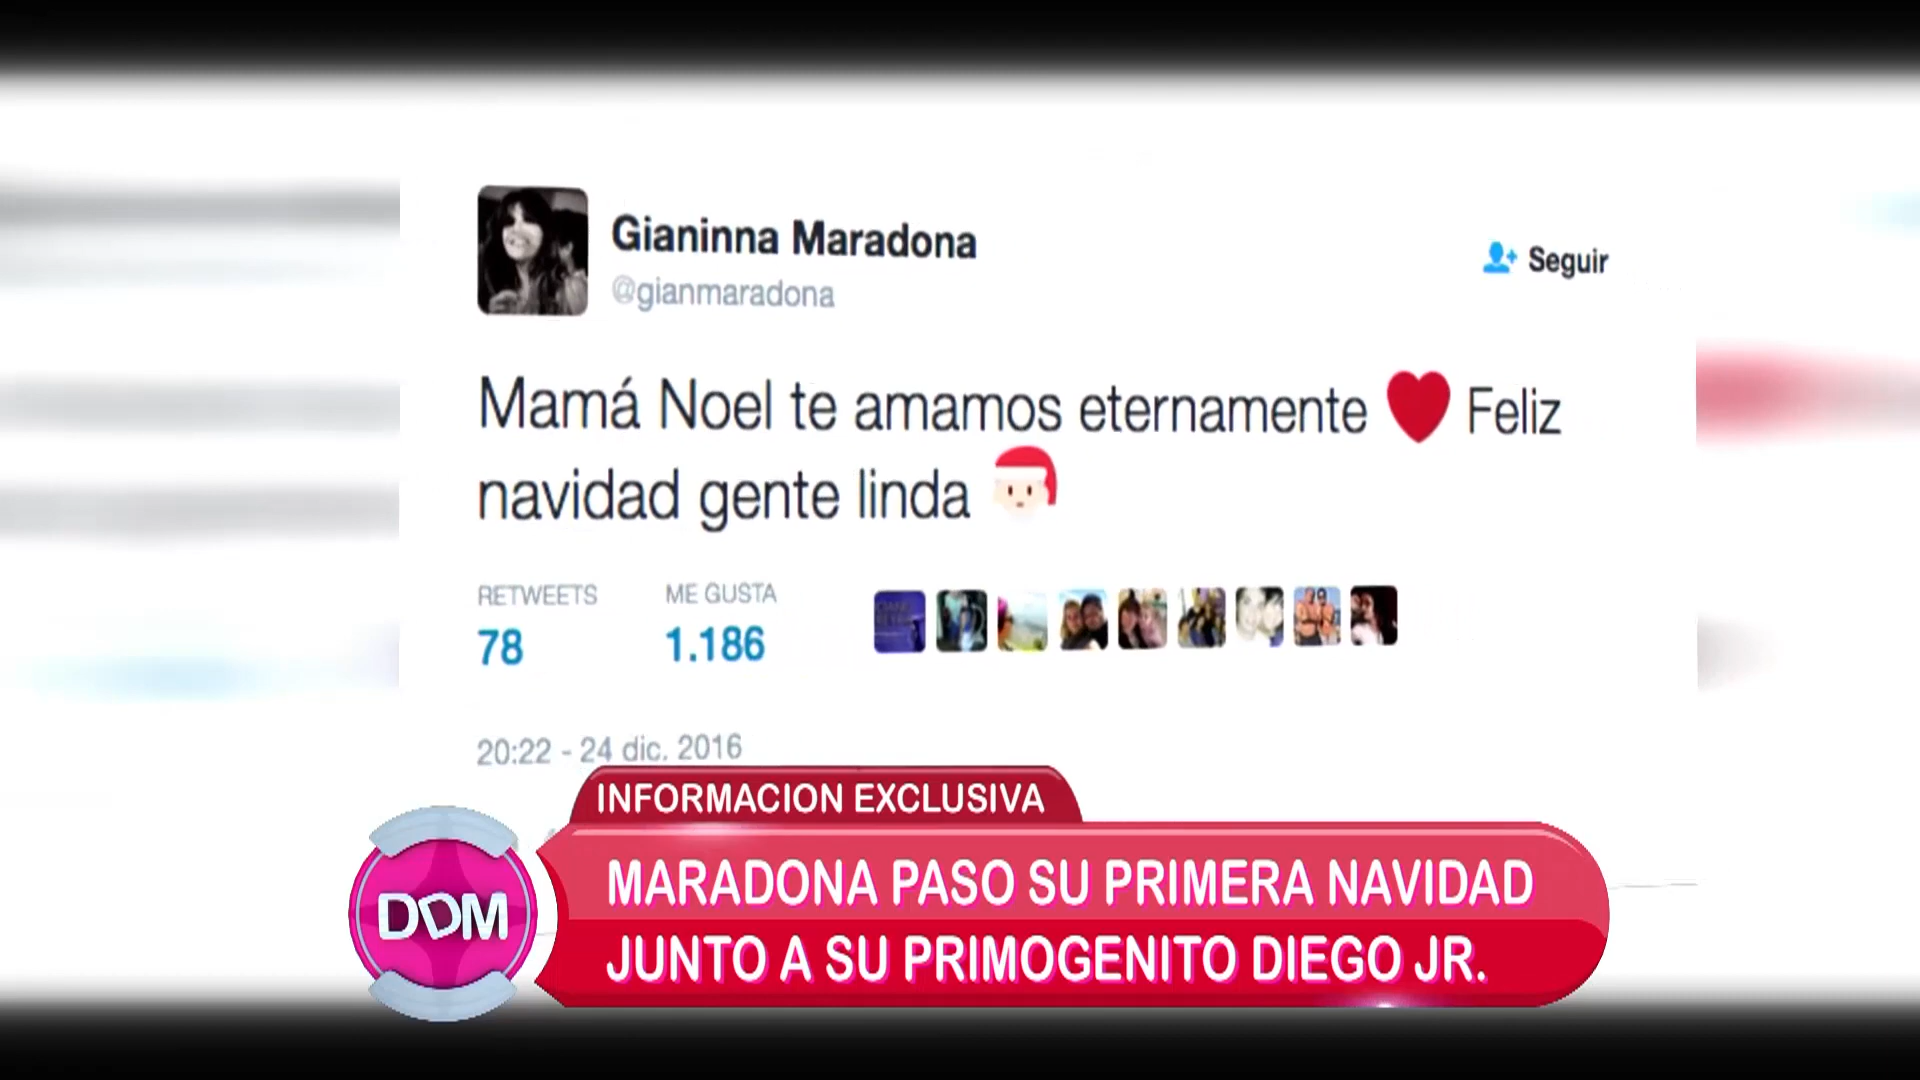 Gianinna Maradona
@gianmaradona
Seguir
Mamá Noel te amamos eternamente ❤ Feliz
navidad gente linda 🎅
RETWEETS
ME GUSTA
78
1.186
20:22 - 24 dic. 2016
INFORMACION EXCLUSIVA
DDM
MARADONA PASO SU PRIMERA NAVIDAD
JUNTO A SU PRIMOGENITO DIEGO JR.